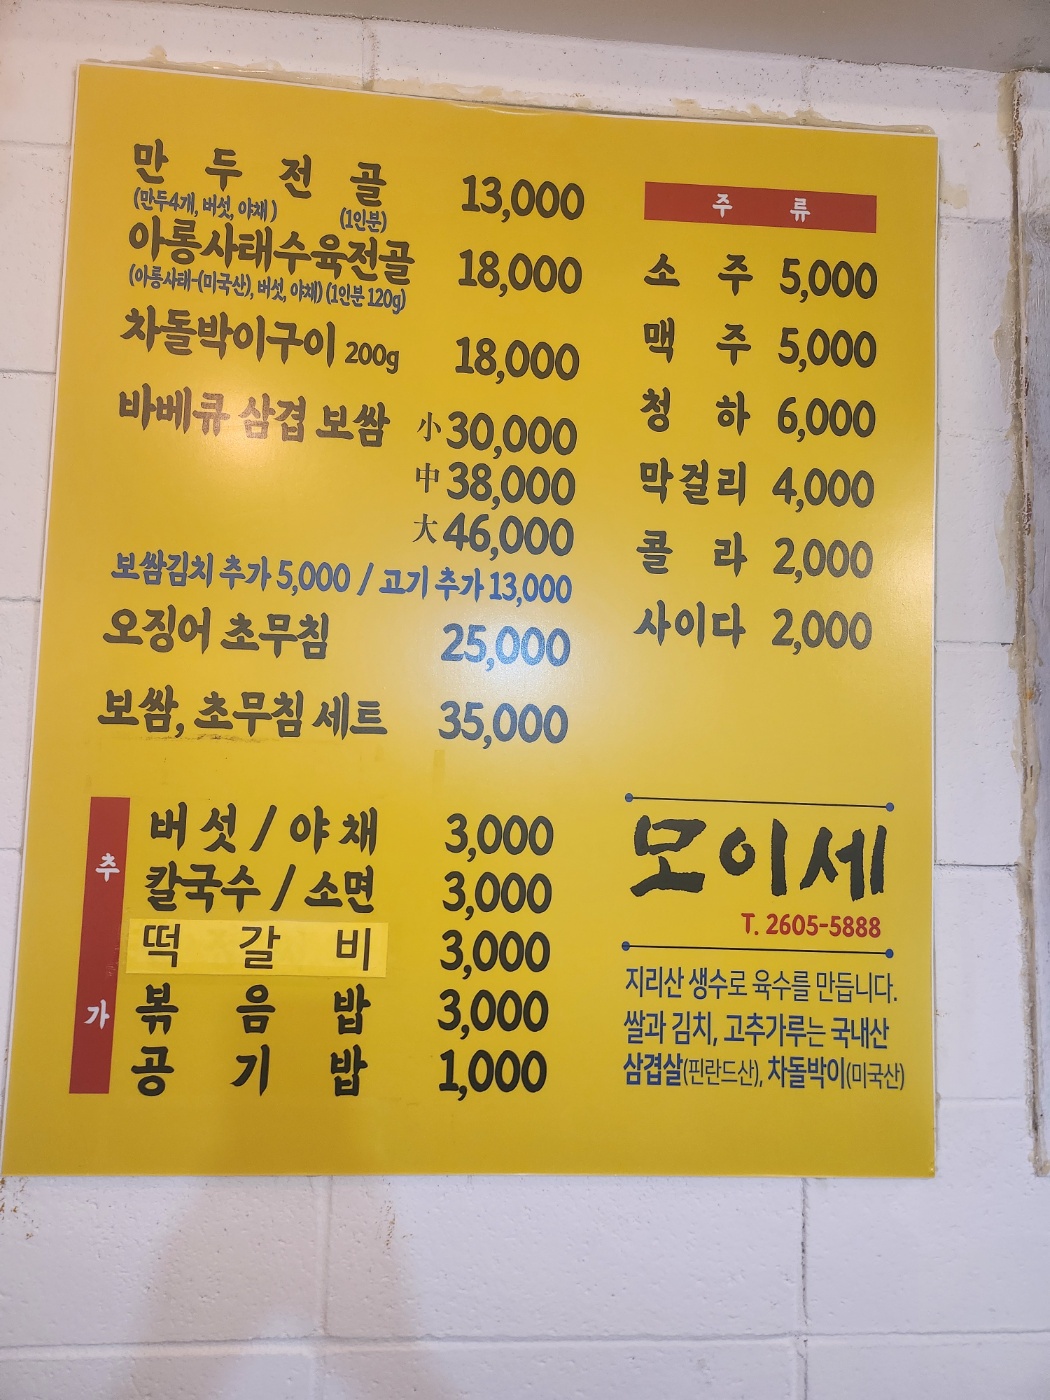 만두전골 13,000
(만두4개, 버섯, 야채) (1인분)
아롱사태수육전골 18,000
(아롱사태-(미국산), 버섯, 야채) (1인분 120g)
차돌박이구이 200g 18,000
바베큐 삼겹 보쌈 小 30,000
中 38,000
大 46,000
보쌈김치 추가 5,000 / 고기 추가 13,000
오징어 초무침 25,000
보쌈, 초무침 세트 35,000
추가
버섯 / 야채 3,000
칼국수 / 소면 3,000
떡갈비 3,000
볶음밥 3,000
공기밥 1,000
주류
소주 5,000
맥주 5,000
청하 6,000
막걸리 4,000
콜라 2,000
사이다 2,000
모이세
T. 2605-5888
지리산 생수로 육수를 만듭니다.
쌀과 김치, 고추가루는 국내산
삼겹살(핀란드산), 차돌박이(미국산)